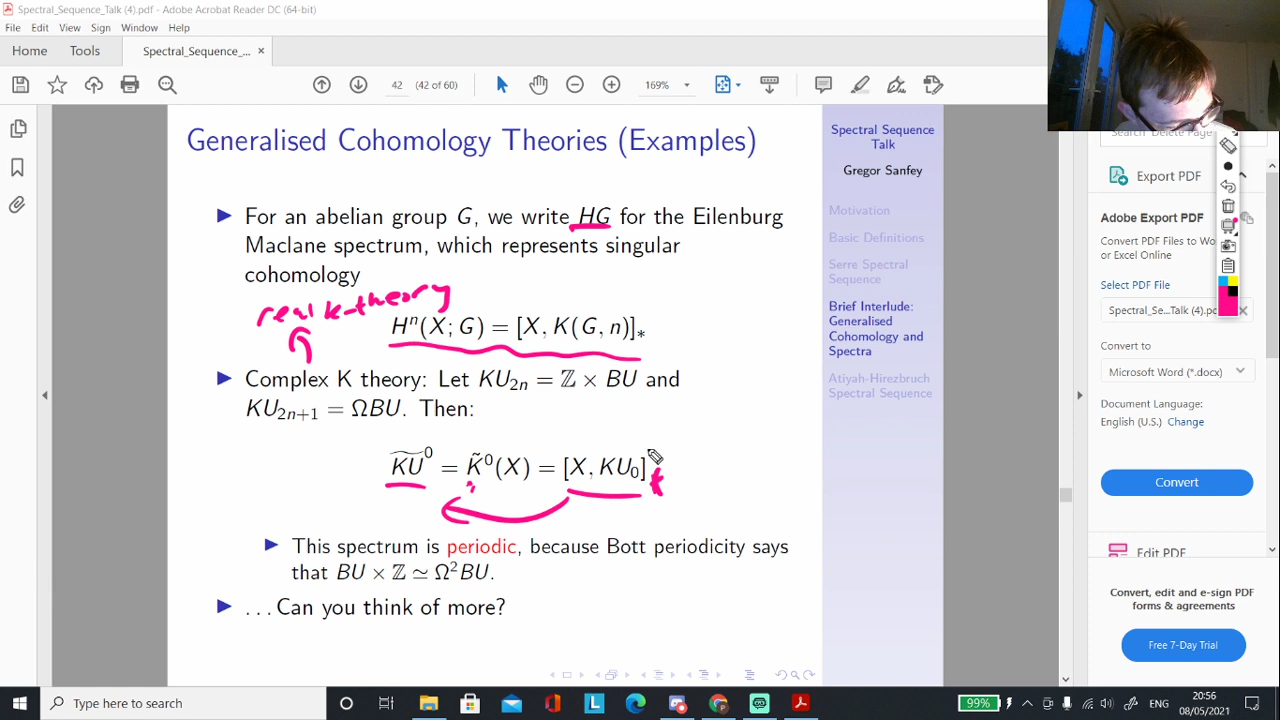 Spectral_Sequence_Talk (4).pdf - Adobe Acrobat Reader DC (64-bit)
File Edit View Sign Window Help
Home Tools Spectral_Sequence_... ×
42 (42 of 60) 169%
Generalised Cohomology Theories (Examples)
For an abelian group G, we write HG for the Eilenburg
Maclane spectrum, which represents singular
cohomology
real k-theory
Hⁿ(X; G) = [X, K(G, n)]∗
Complex K theory: Let KU₂ₙ = ℤ × BU and
KU₂ₙ₊₁ = ΩBU. Then:
K̃Ũ⁰ = K̃⁰(X) = [X, KU₀]
This spectrum is periodic, because Bott periodicity says
that BU × ℤ ≃ Ω²BU.
...Can you think of more?
Spectral Sequence
Talk
Gregor Sanfey
Motivation
Basic Definitions
Serre Spectral
Sequence
Brief Interlude:
Generalised
Cohomology and
Spectra
Atiyah-Hirezbruch
Spectral Sequence
Search 'Delete Page'
Export PDF
Adobe Export PDF
Convert PDF Files to Wo
or Excel Online
Select PDF File
Spectral_Se...Talk (4).pd
Convert to
Microsoft Word (*.docx)
Document Language:
English (U.S.) Change
Convert
Edit PDF
Convert, edit and e-sign PDF
forms & agreements
Free 7-Day Trial
Type here to search
99%
ENG
20:56
08/05/2021